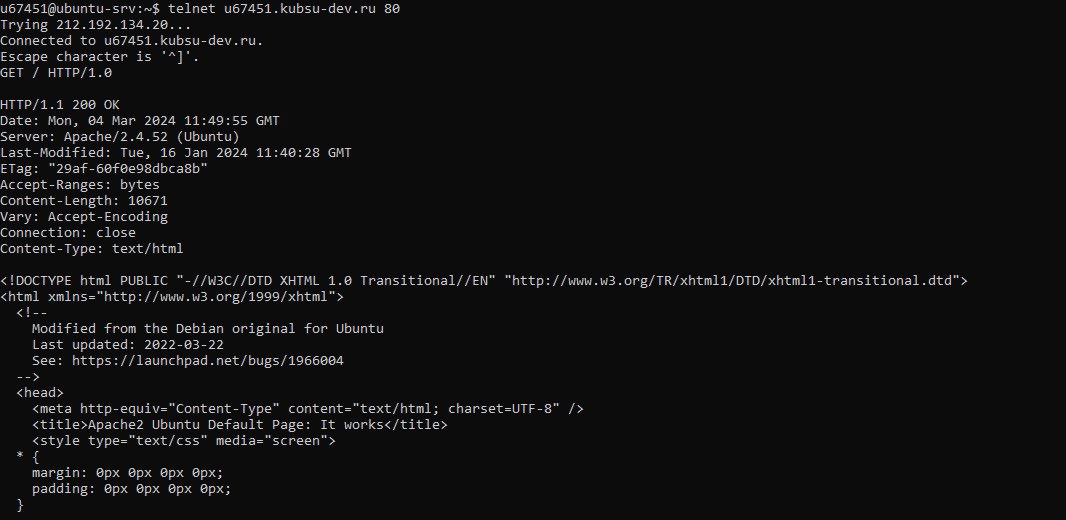 u67451@ubuntu-srv:~$ telnet u67451.kubsu-dev.ru 80
Trying 212.192.134.20...
Connected to u67451.kubsu-dev.ru.
Escape character is '^]'.
GET / HTTP/1.0

HTTP/1.1 200 OK
Date: Mon, 04 Mar 2024 11:49:55 GMT
Server: Apache/2.4.52 (Ubuntu)
Last-Modified: Tue, 16 Jan 2024 11:40:28 GMT
ETag: "29af-60f0e98dbca8b"
Accept-Ranges: bytes
Content-Length: 10671
Vary: Accept-Encoding
Connection: close
Content-Type: text/html

<!DOCTYPE html PUBLIC "-//W3C//DTD XHTML 1.0 Transitional//EN" "http://www.w3.org/TR/xhtml1/DTD/xhtml1-transitional.dtd">
<html xmlns="http://www.w3.org/1999/xhtml">
  <!--
    Modified from the Debian original for Ubuntu
    Last updated: 2022-03-22
    See: https://launchpad.net/bugs/1966004
  -->
  <head>
    <meta http-equiv="Content-Type" content="text/html; charset=UTF-8" />
    <title>Apache2 Ubuntu Default Page: It works</title>
    <style type="text/css" media="screen">
  * {
    margin: 0px 0px 0px 0px;
    padding: 0px 0px 0px 0px;
  }